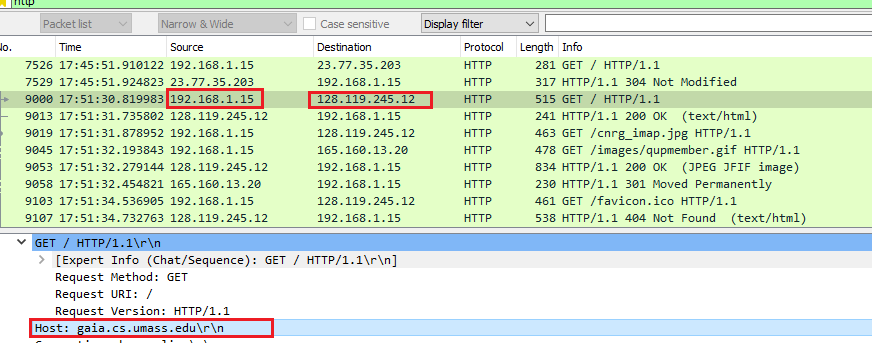 http
Packet list Narrow & Wide Case sensitive Display filter
No. Time Source Destination Protocol Length Info
7526 17:45:51.910122 192.168.1.15 23.77.35.203 HTTP 281 GET / HTTP/1.1
7529 17:45:51.924823 23.77.35.203 192.168.1.15 HTTP 317 HTTP/1.1 304 Not Modified
9000 17:51:30.819983 192.168.1.15 128.119.245.12 HTTP 515 GET / HTTP/1.1
9013 17:51:31.735802 128.119.245.12 192.168.1.15 HTTP 241 HTTP/1.1 200 OK (text/html)
9019 17:51:31.878952 192.168.1.15 128.119.245.12 HTTP 463 GET /cnrg_imap.jpg HTTP/1.1
9045 17:51:32.193843 192.168.1.15 165.160.13.20 HTTP 478 GET /images/qupmember.gif HTTP/1.1
9053 17:51:32.279144 128.119.245.12 192.168.1.15 HTTP 834 HTTP/1.1 200 OK (JPEG JFIF image)
9058 17:51:32.454821 165.160.13.20 192.168.1.15 HTTP 230 HTTP/1.1 301 Moved Permanently
9103 17:51:34.536905 192.168.1.15 128.119.245.12 HTTP 461 GET /favicon.ico HTTP/1.1
9107 17:51:34.732763 128.119.245.12 192.168.1.15 HTTP 538 HTTP/1.1 404 Not Found (text/html)
GET / HTTP/1.1\r\n
[Expert Info (Chat/Sequence): GET / HTTP/1.1\r\n]
Request Method: GET
Request URI: /
Request Version: HTTP/1.1
Host: gaia.cs.umass.edu\r\n